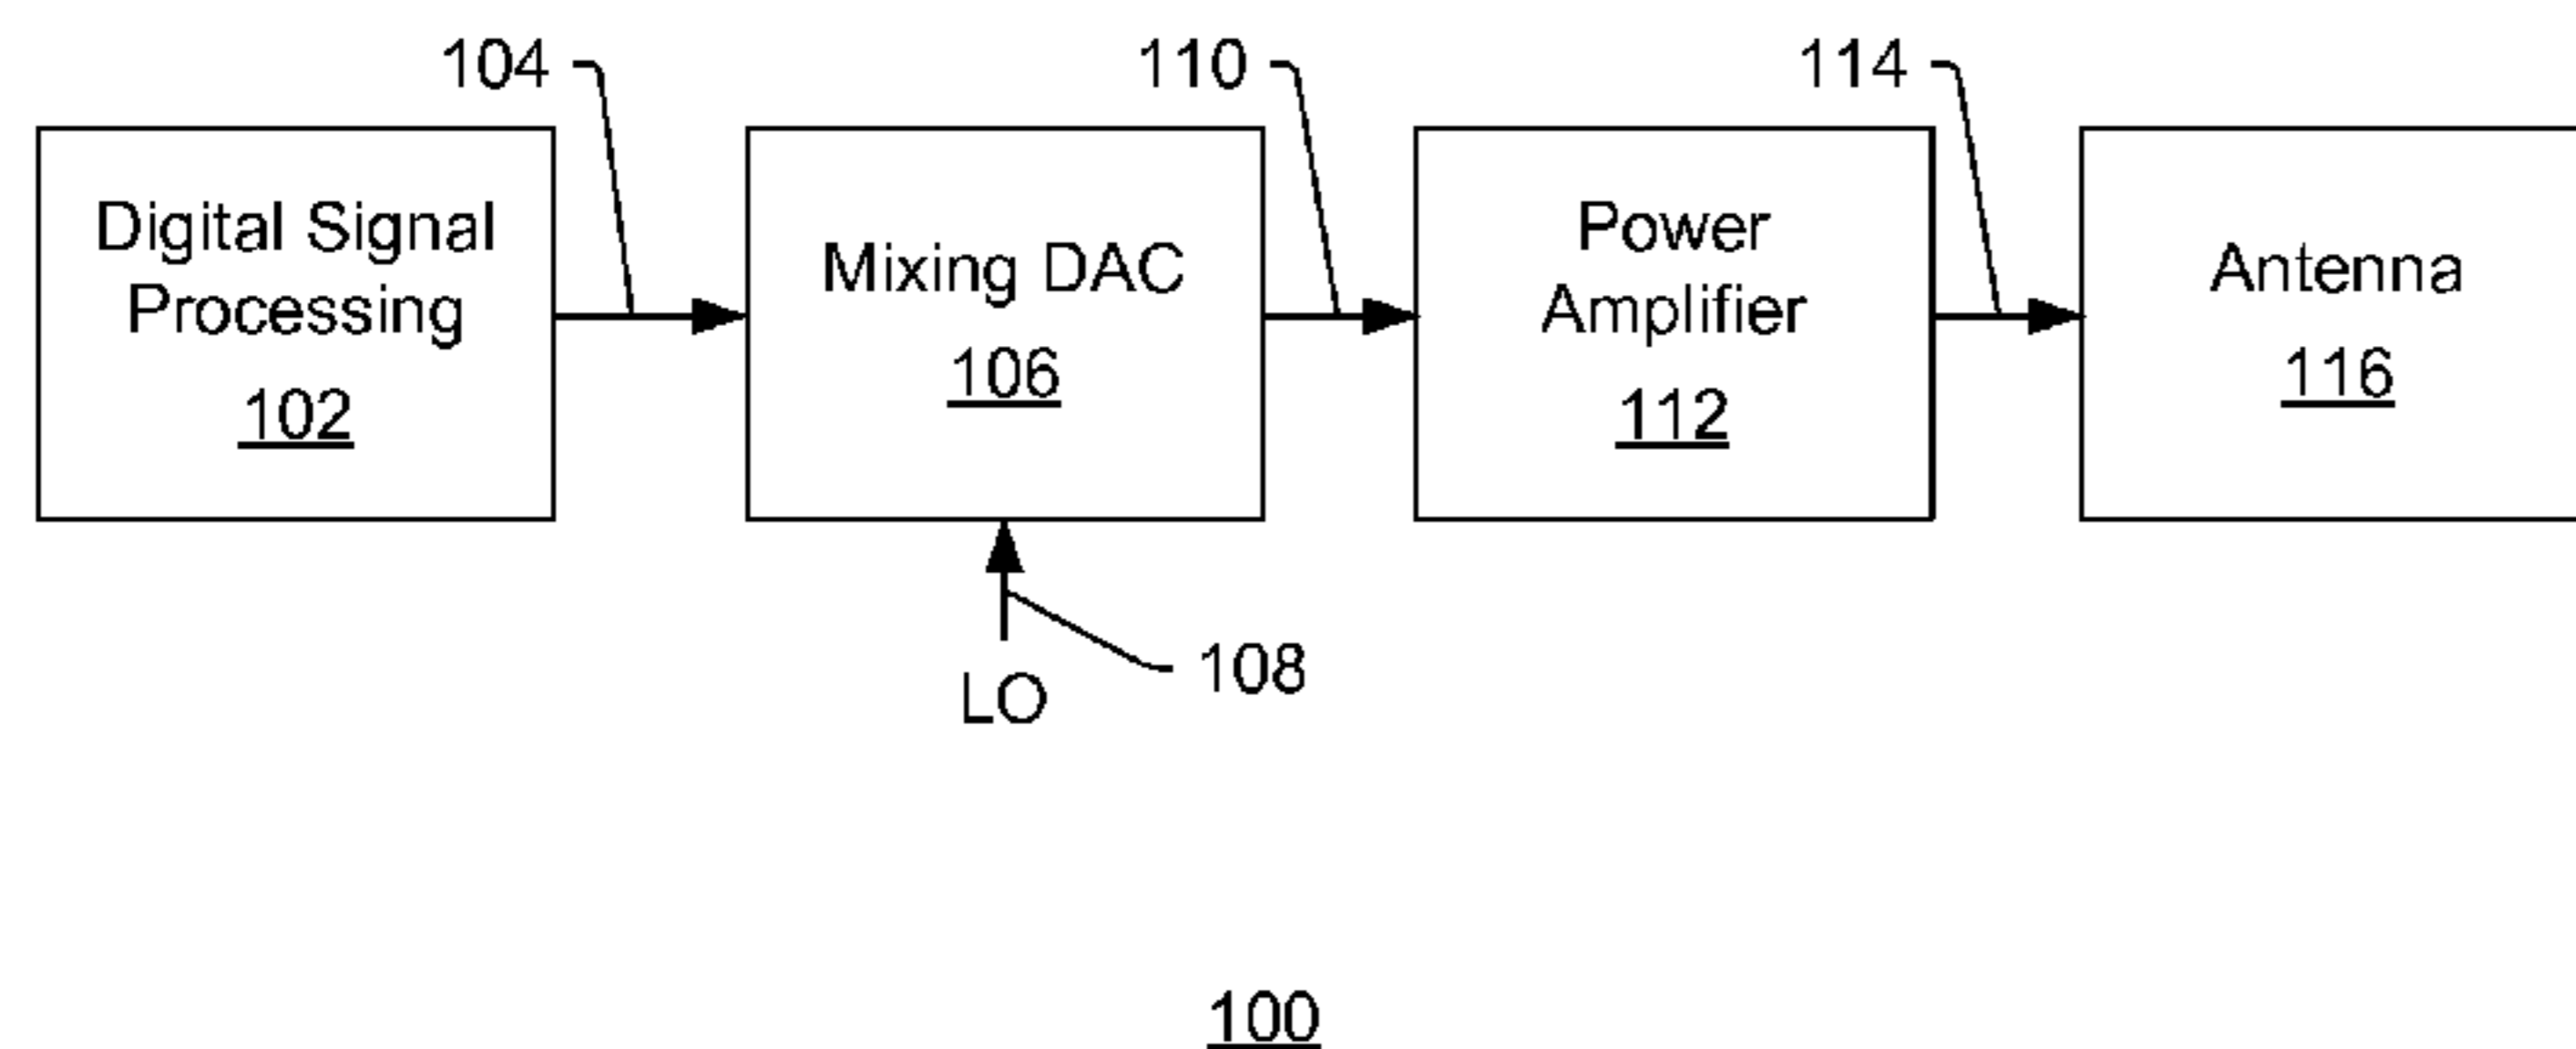 104
110
114
Digital Signal
Processing
102
Mixing DAC
106
Power
Amplifier
112
Antenna
116
108
LO
100